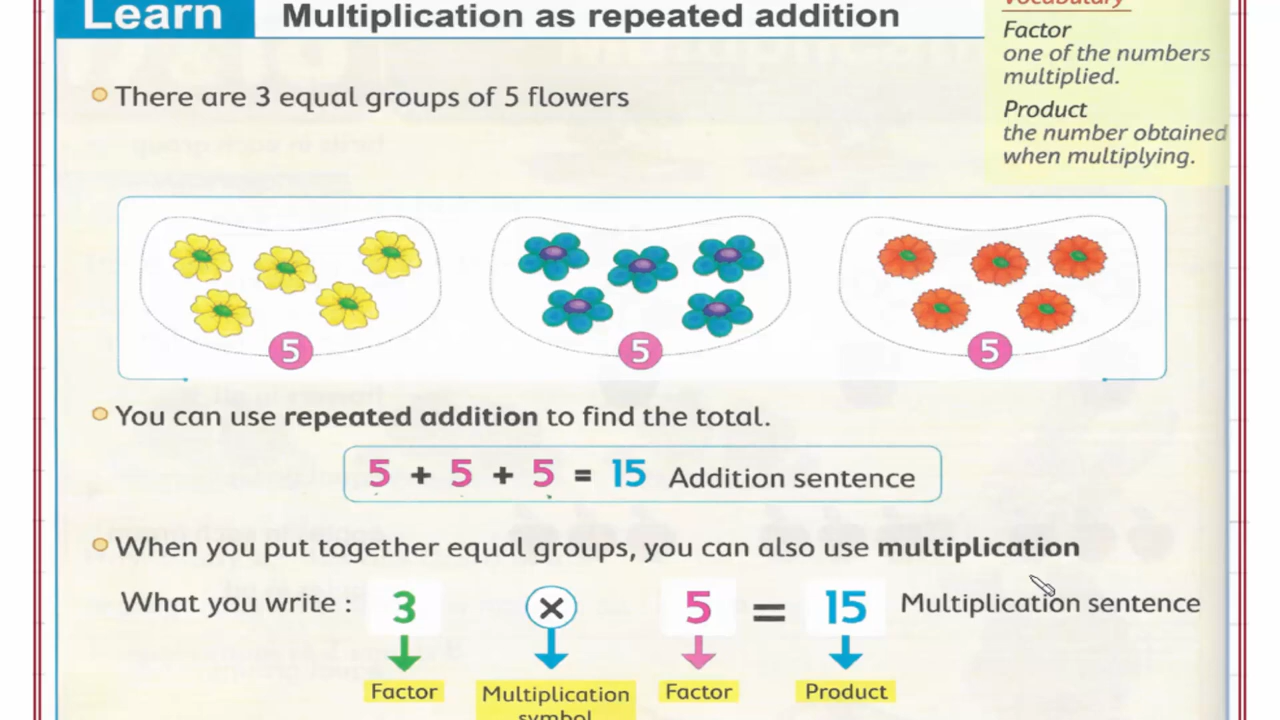 Learn
Multiplication as repeated addition
Vocabulary
Factor
one of the numbers
multiplied.
Product
the number obtained
when multiplying.
There are 3 equal groups of 5 flowers
5
5
5
You can use repeated addition to find the total.
5 + 5 + 5 = 15 Addition sentence
When you put together equal groups, you can also use multiplication
What you write : 3 × 5 = 15 Multiplication sentence
Factor
Multiplication
symbol
Factor
Product